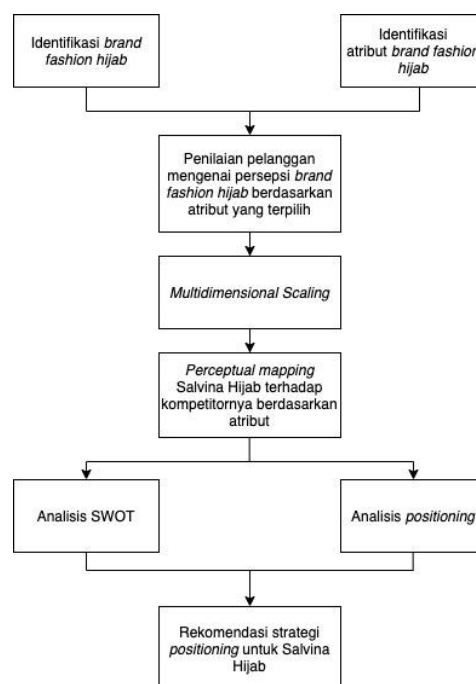 Identifikasi brand
fashion hijab
Identifikasi
atribut brand fashion
hijab
Penilaian pelanggan
mengenai persepsi brand
fashion hijab berdasarkan
atribut yang terpilih
Multidimensional Scaling
Perceptual mapping
Salvina Hijab terhadap
kompetitornya berdasarkan
atribut
Analisis SWOT
Analisis positioning
Rekomendasi strategi
positioning untuk Salvina
Hijab